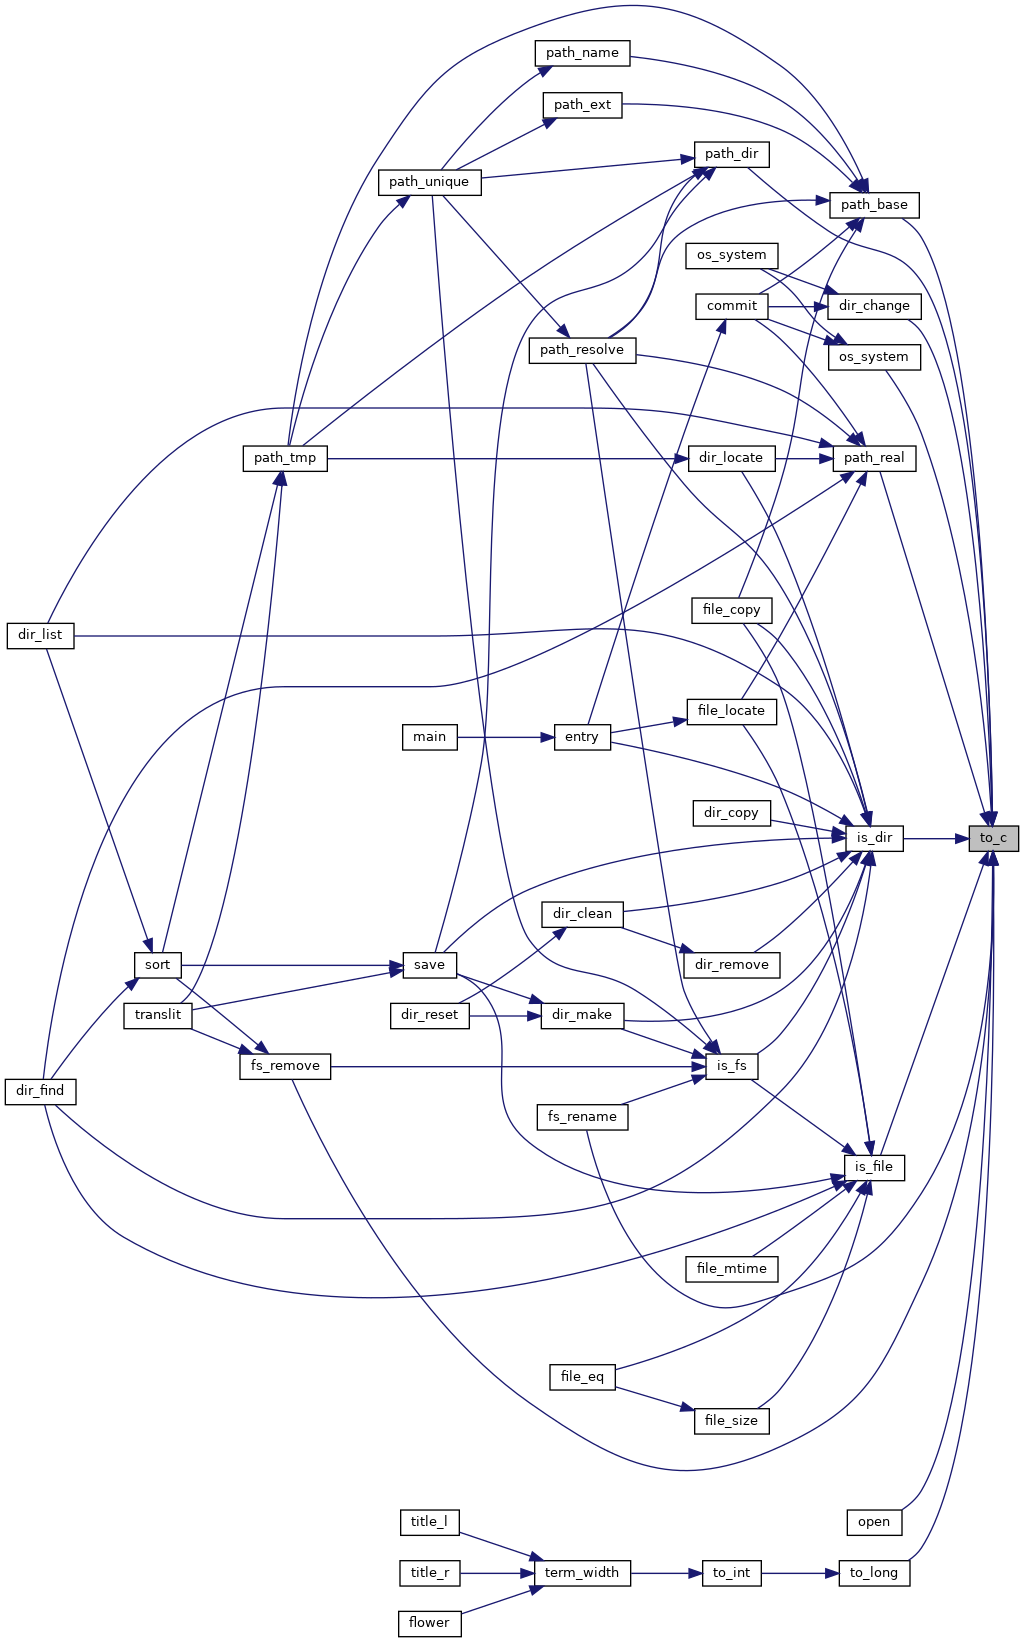 path_name
path_ext
path_dir
path_unique
path_base
os_system
commit
dir_change
path_resolve
os_system
path_tmp
dir_locate
path_real
file_copy
dir_list
file_locate
main
entry
dir_copy
is_dir
to_c
dir_clean
sort
save
dir_remove
translit
dir_reset
dir_make
fs_remove
is_fs
dir_find
fs_rename
is_file
file_mtime
file_eq
file_size
title_l
open
title_r
term_width
to_int
to_long
flower